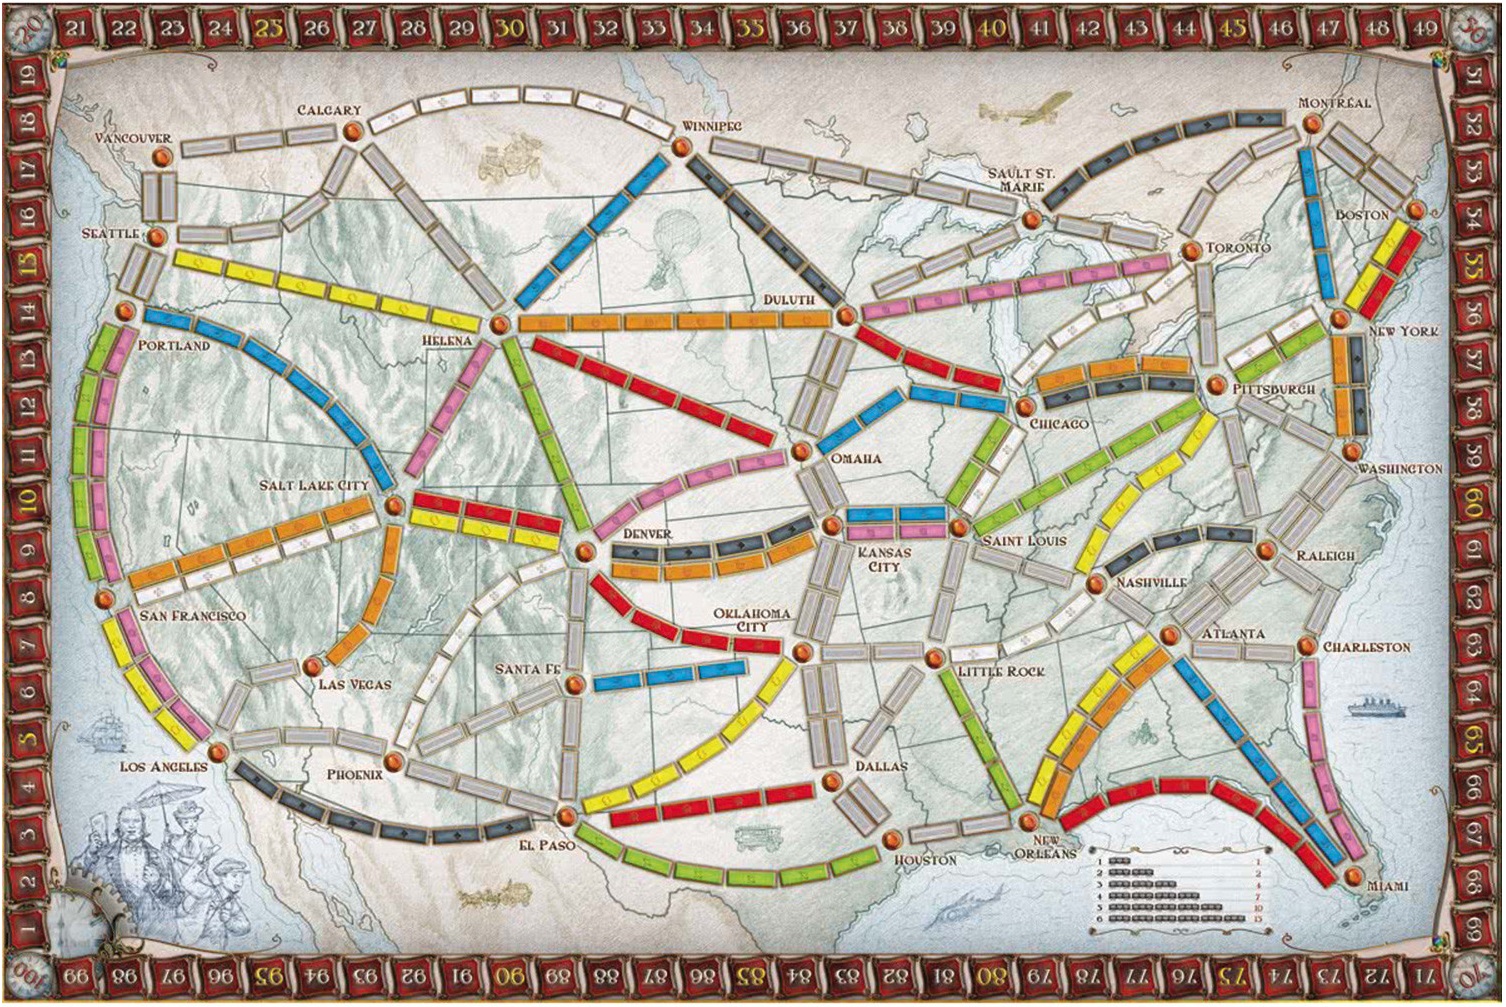 20 21 22 23 24 25 26 27 28 29 30 31 32 33 34 35 36 37 38 39 40 41 42 43 44 45 46 47 48 49 50
19
18
17
16
15
14
13
12
11
10
9
8
7
6
5
4
3
2
1
51
52
53
54
55
56
57
58
59
60
61
62
63
64
65
66
67
68
69
CALGARY
VANCOUVER
WINNIPEG
MONTRÉAL
SAULT ST.
MARIE
SEATTLE
BOSTON
TORONTO
DULUTH
PORTLAND
HELENA
NEW YORK
PITTSBURGH
CHICAGO
OMAHA
WASHINGTON
SALT LAKE CITY
DENVER
SAINT LOUIS
KANSAS
CITY
RALEIGH
NASHVILLE
SAN FRANCISCO
OKLAHOMA
CITY
ATLANTA
CHARLESTON
SANTA FE
LITTLE ROCK
LAS VEGAS
LOS ANGELES
PHOENIX
DALLAS
EL PASO
HOUSTON
NEW
ORLEANS
MIAMI
1 1
2 2
3 4
4 7
5 10
6 15
100 99 98 97 96 95 94 93 92 91 90 89 88 87 86 85 84 83 82 81 80 79 78 77 76 75 74 73 72 71 70